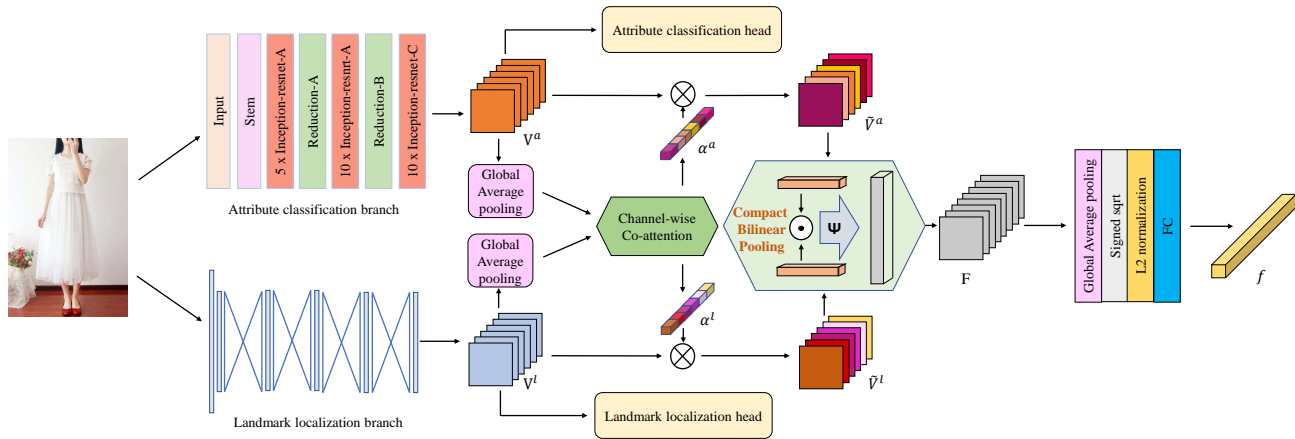 Attribute classification head
Input
Stem
5 x Inception-resnet-A
Reduction-A
10 x Inception-resnrt-A
Reduction-B
10 x Inception-resnet-C
Attribute classification branch
Vᵃ
αᵃ
Ṽᵃ
Global
Average
pooling
Channel-wise
Co-attention
Global
Average
pooling
Compact
Bilinear
Pooling
Ψ
F
Global Average pooling
Signed sqrt
L2 normalization
FC
f
Vˡ
αˡ
Ṽˡ
Landmark localization branch
Landmark localization head